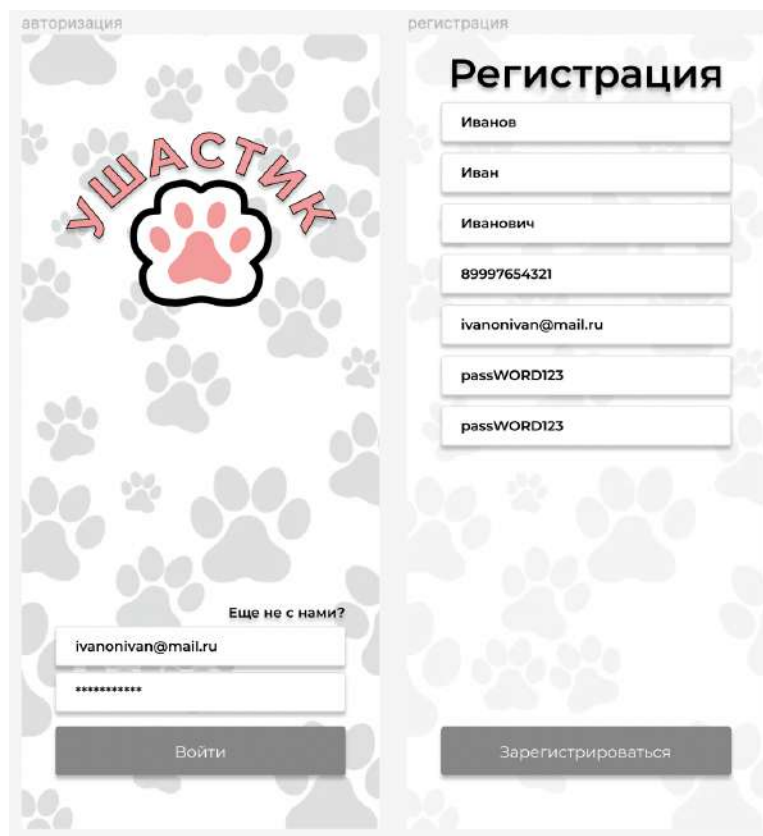 авторизация
УШАСТИК
Еще не с нами?
ivanonivan@mail.ru
***********
Войти
регистрация
Регистрация
Иванов
Иван
Иванович
89997654321
ivanonivan@mail.ru
passWORD123
passWORD123
Зарегистрироваться